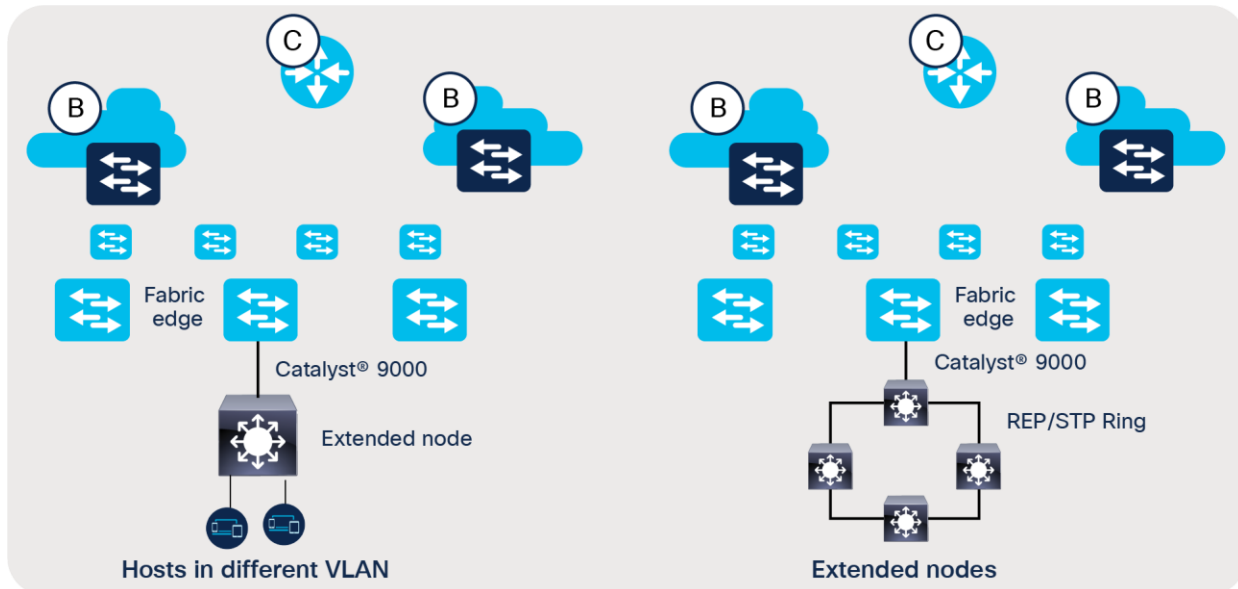 C
B
B
Fabric
edge
Catalyst® 9000
Extended node
Hosts in different VLAN
C
B
B
Fabric
edge
Catalyst® 9000
REP/STP Ring
Extended nodes